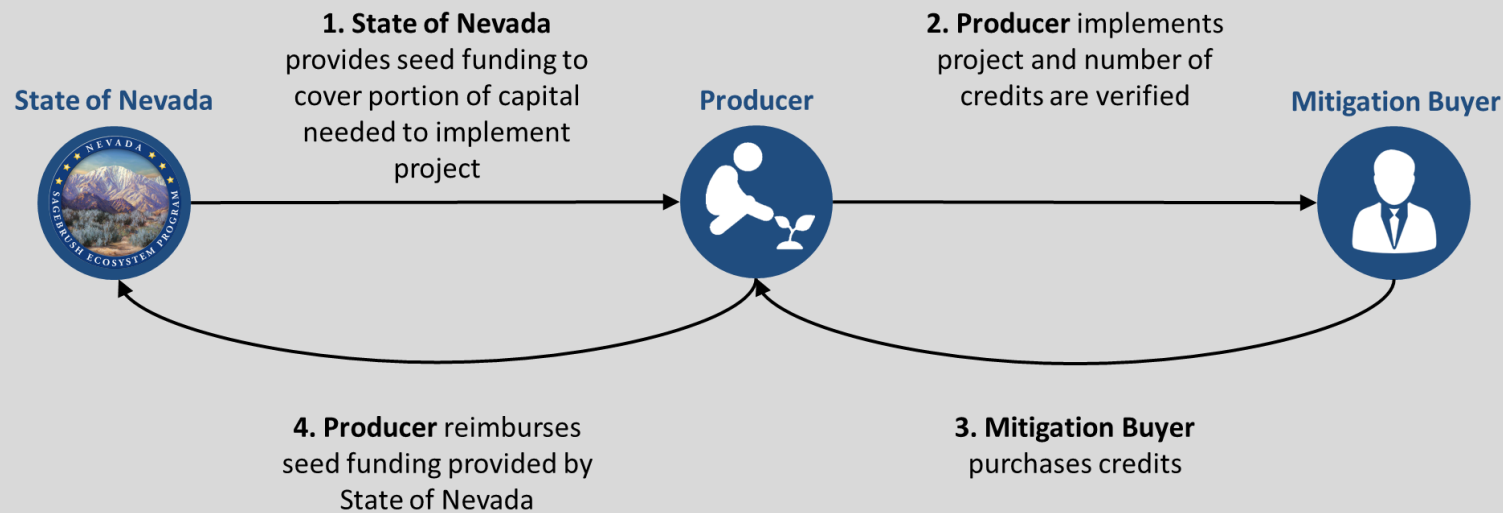 1. State of Nevada
provides seed funding to
cover portion of capital
needed to implement
project
2. Producer implements
project and number of
credits are verified
State of Nevada
Producer
Mitigation Buyer
NEVADA
SAGEBRUSH ECOSYSTEM PROGRAM
4. Producer reimburses
seed funding provided by
State of Nevada
3. Mitigation Buyer
purchases credits